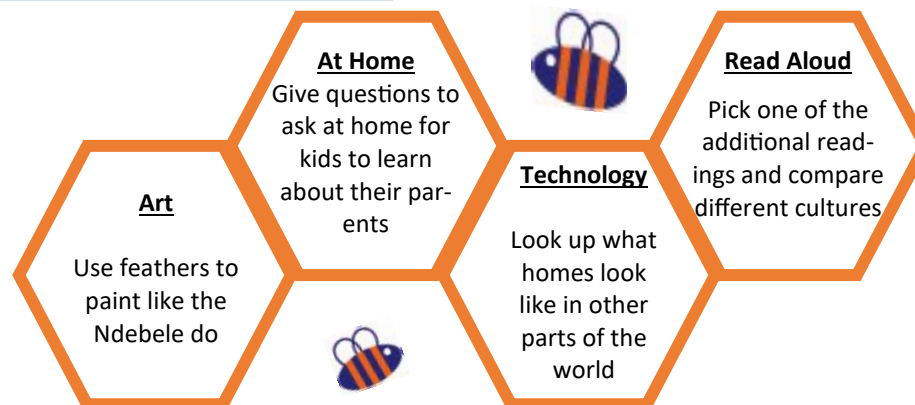 Art
Use feathers to
paint like the
Ndebele do
At Home
Give questions to
ask at home for
kids to learn
about their par-
ents
Technology
Look up what
homes look
like in other
parts of the
world
Read Aloud
Pick one of the
additional read-
ings and compare
different cultures